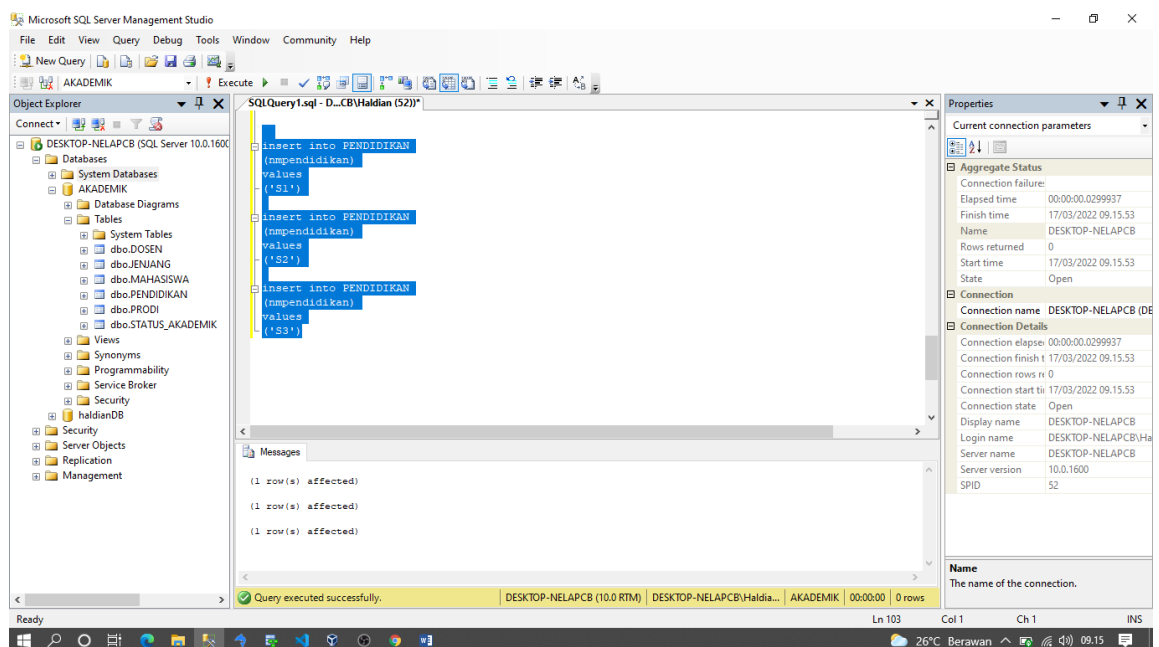 Microsoft SQL Server Management Studio
File Edit View Query Debug Tools Window Community Help
New Query
AKADEMIK
Execute
Object Explorer
Connect
DESKTOP-NELAPCB (SQL Server 10.0.1600
Databases
System Databases
AKADEMIK
Database Diagrams
Tables
System Tables
dbo.DOSEN
dbo.JENJANG
dbo.MAHASISWA
dbo.PENDIDIKAN
dbo.PRODI
dbo.STATUS_AKADEMIK
Views
Synonyms
Programmability
Service Broker
Security
haldianDB
Security
Server Objects
Replication
Management
SQLQuery1.sql - D...CB\Haldian (52))*
insert into PENDIDIKAN
(nmpendidikan)
values
('S1')
insert into PENDIDIKAN
(nmpendidikan)
values
('S2')
insert into PENDIDIKAN
(nmpendidikan)
values
('S3')
Messages
(1 row(s) affected)
(1 row(s) affected)
(1 row(s) affected)
Query executed successfully.
DESKTOP-NELAPCB (10.0 RTM) DESKTOP-NELAPCB\Haldia... AKADEMIK 00:00:00 0 rows
Properties
Current connection parameters
Aggregate Status
Connection failures
Elapsed time 00:00:00.0299937
Finish time 17/03/2022 09.15.53
Name DESKTOP-NELAPCB
Rows returned 0
Start time 17/03/2022 09.15.53
State Open
Connection
Connection name DESKTOP-NELAPCB (DE
Connection Details
Connection elapse 00:00:00.0299937
Connection finish t 17/03/2022 09.15.53
Connection rows re 0
Connection start ti 17/03/2022 09.15.53
Connection state Open
Display name DESKTOP-NELAPCB
Login name DESKTOP-NELAPCB\Ha
Server name DESKTOP-NELAPCB
Server version 10.0.1600
SPID 52
Name
The name of the connection.
Ready Ln 103 Col 1 Ch 1 INS
26°C Berawan 09.15